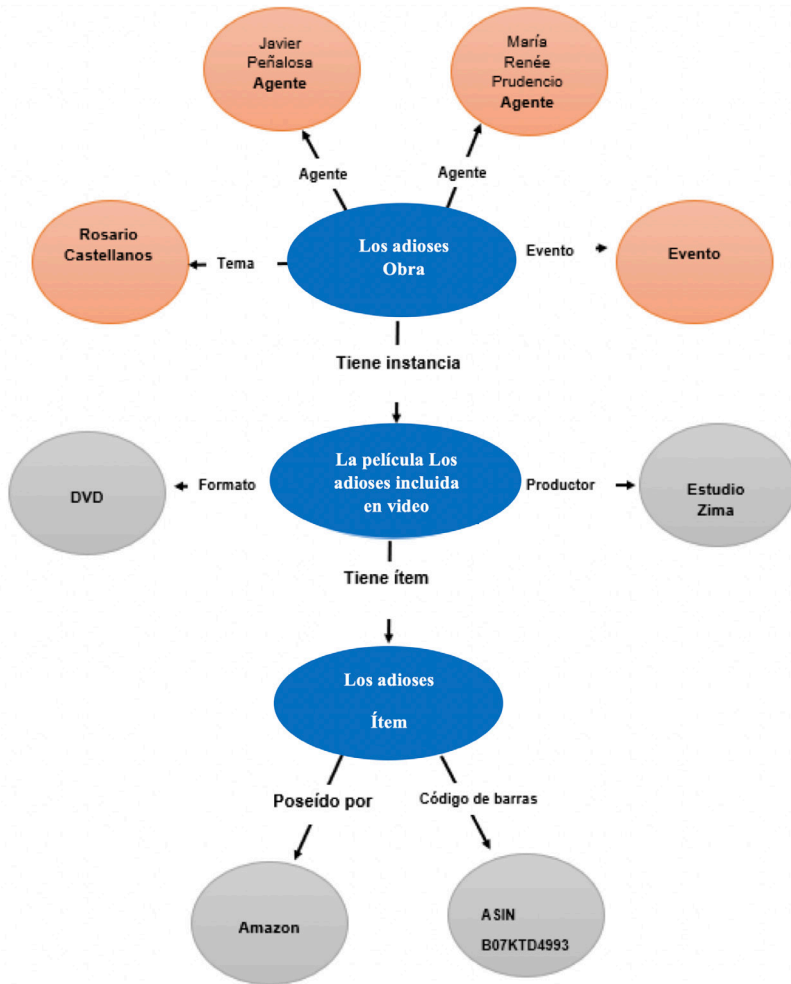 Javier
Peñalosa
Agente
María
Renée
Prudencio
Agente
Agente
Agente
Rosario
Castellanos
Tema
Los adioses
Obra
Evento
Evento
Tiene instancia
DVD
Formato
La película Los
adioses incluida
en video
Productor
Estudio
Zima
Tiene ítem
Los adioses
Ítem
Poseído por
Código de barras
Amazon
ASIN
B07KTD4993